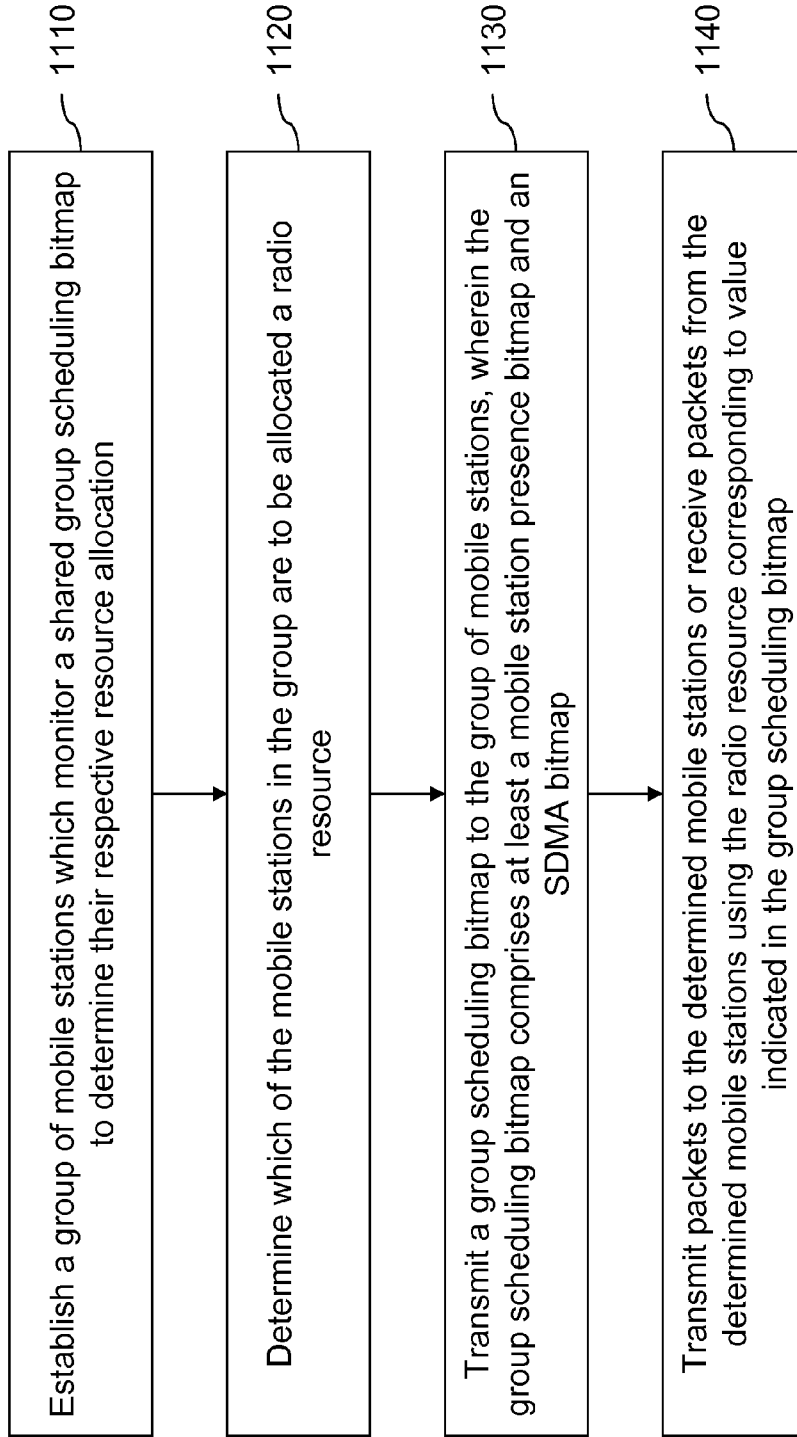 Establish a group of mobile stations which monitor a shared group scheduling bitmap
to determine their respective resource allocation
1110
Determine which of the mobile stations in the group are to be allocated a radio
resource
1120
Transmit a group scheduling bitmap to the group of mobile stations, wherein the
group scheduling bitmap comprises at least a mobile station presence bitmap and an
SDMA bitmap
1130
Transmit packets to the determined mobile stations or receive packets from the
determined mobile stations using the radio resource corresponding to value
indicated in the group scheduling bitmap
1140